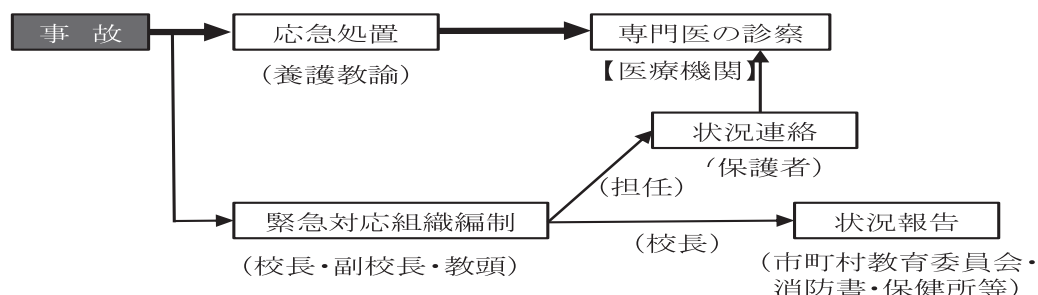 事 故
応急処置
専門医の診察
(養護教諭)
【医療機関】
状況連絡
(保護者)
(担任)
緊急対応組織編制
状況報告
(校長)
(校長・副校長・教頭)
(市町村教育委員会・
消防書・保健所等)